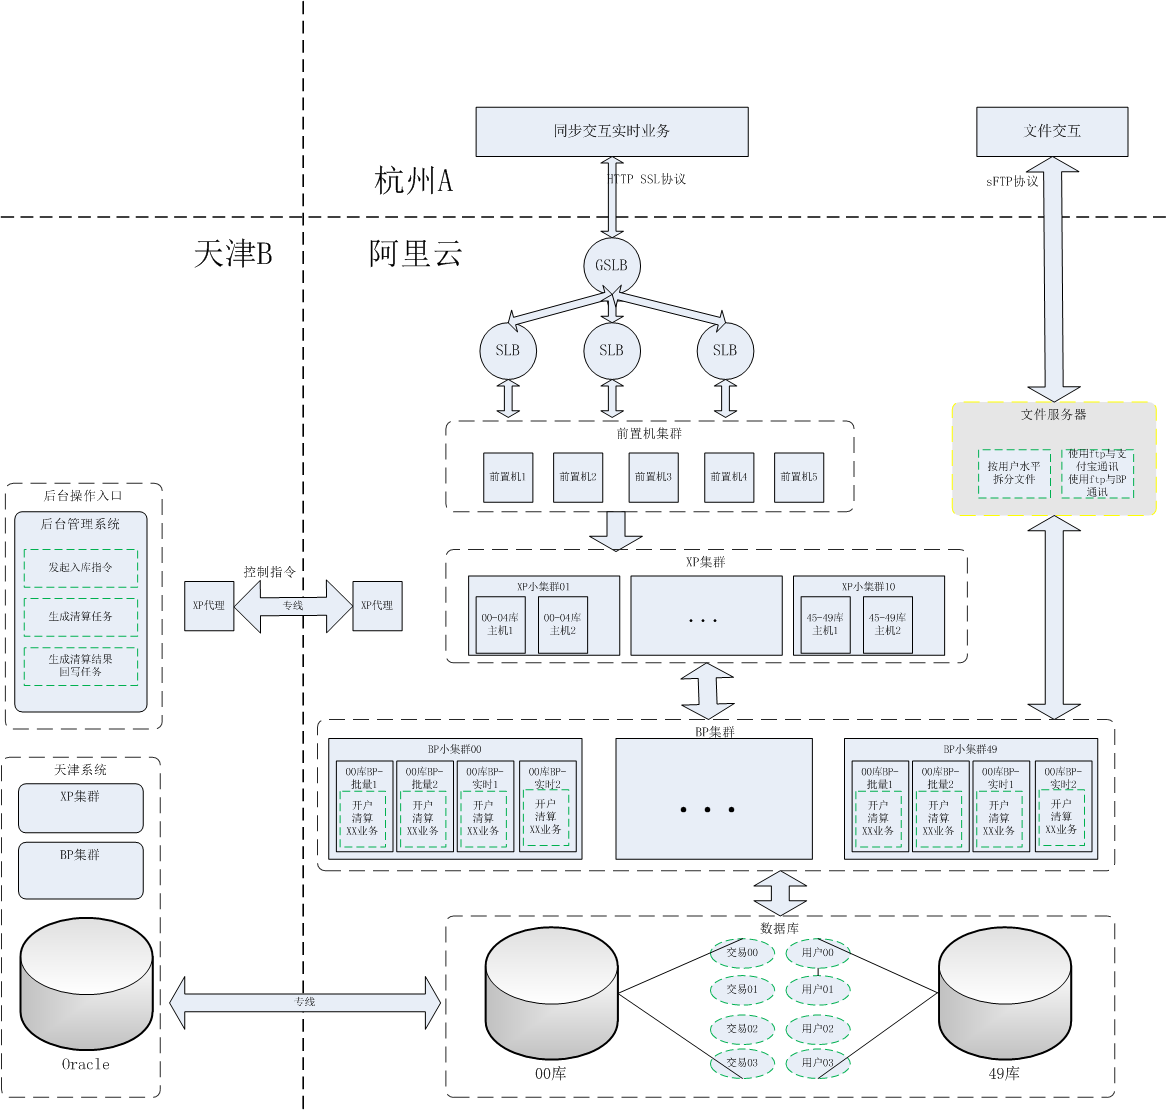 同步交互实时业务
文件交互
HTTP SSL协议
sFTP协议
杭州A
天津B
阿里云
GSLB
SLB
SLB
SLB
文件服务器
按用户水平
拆分文件
使用ftp与支
付宝通讯
使用ftp与BP
通讯
前置机集群
前置机1
前置机2
前置机3
前置机4
前置机5
后台操作入口
后台管理系统
发起入库指令
生成清算任务
生成清算结果
回写任务
控制指令
XP代理
专线
XP代理
XP集群
XP小集群01
00-04库
主机1
00-04库
主机2
...
XP小集群10
45-49库
主机1
45-49库
主机2
BP集群
BP小集群00
00库BP-
批量1
开户
清算
XX业务
00库BP-
批量2
开户
清算
XX业务
00库BP-
实时1
开户
清算
XX业务
00库BP-
实时2
开户
清算
XX业务
...
BP小集群49
00库BP-
批量1
开户
清算
XX业务
00库BP-
批量2
开户
清算
XX业务
00库BP-
实时1
开户
清算
XX业务
00库BP-
实时2
开户
清算
XX业务
天津系统
XP集群
BP集群
Oracle
专线
数据库
00库
交易00
交易01
交易02
交易03
用户00
用户01
用户02
用户03
49库